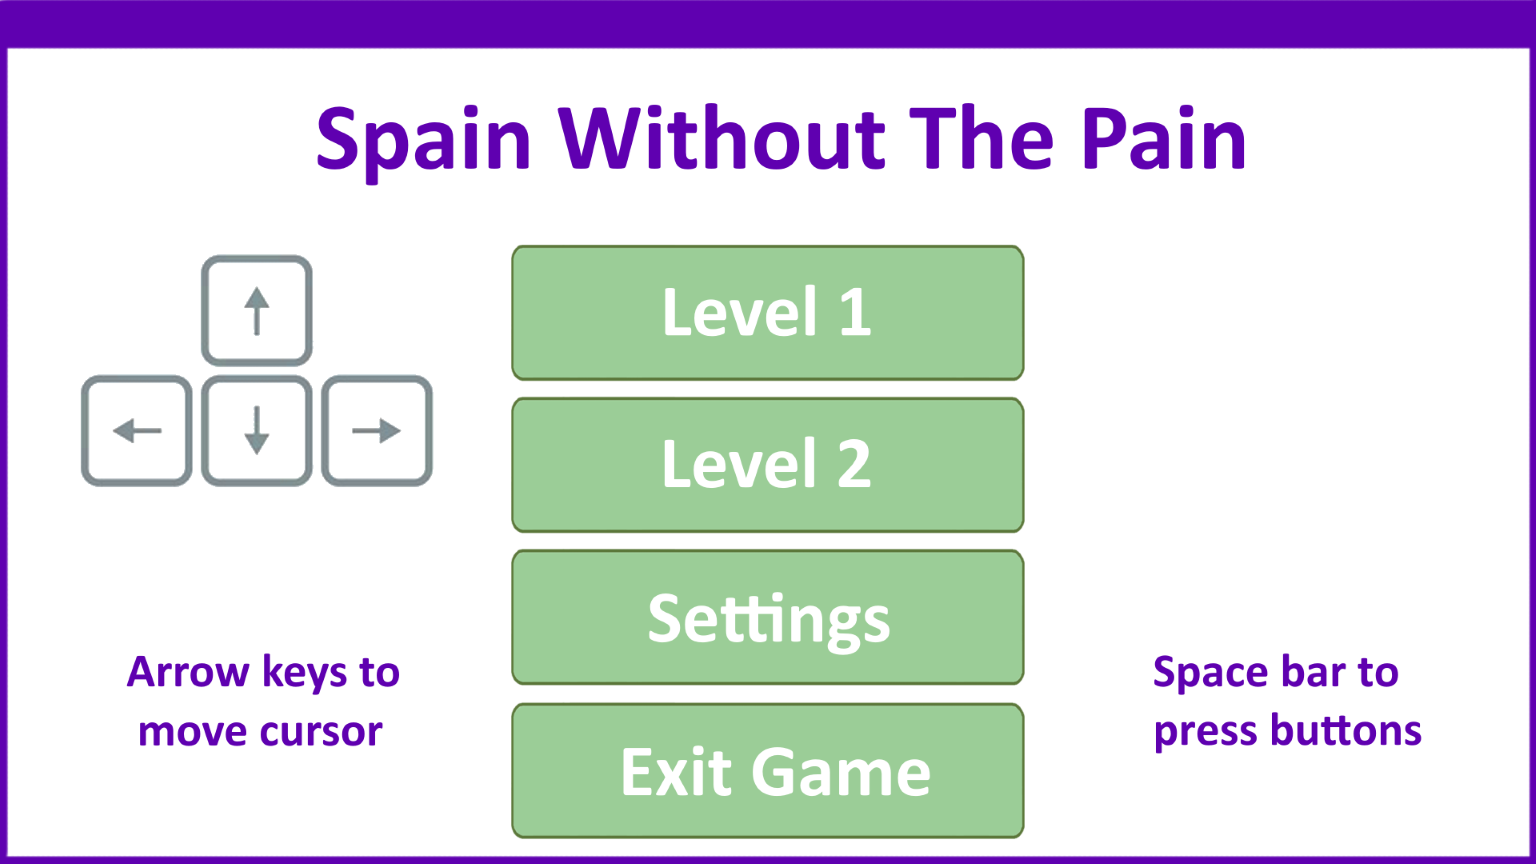 Spain Without The Pain
Level 1
Level 2
Settings
Exit Game
Arrow keys to
move cursor
Space bar to
press buttons